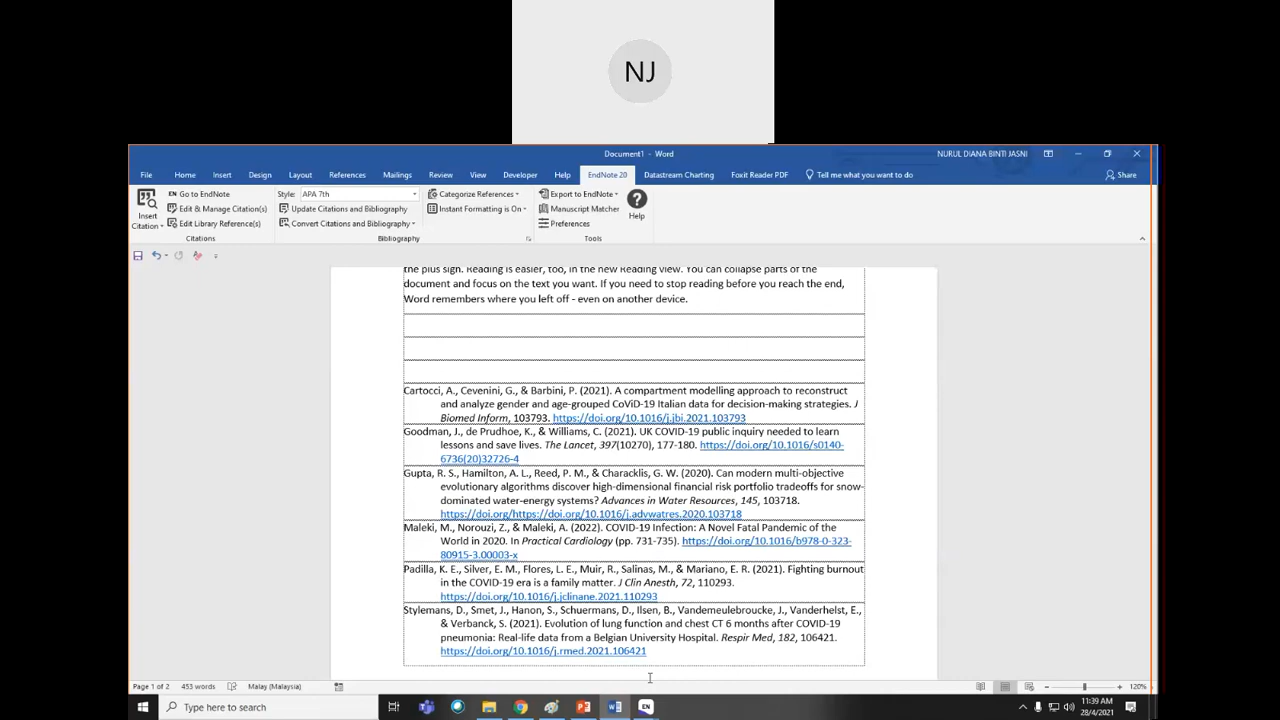 NJ
Document1 - Word
NURUL DIANA BINTI JASNI
File Home Insert Design Layout References Mailings Review View Developer Help EndNote 20 Datastream Charting Foxit Reader PDF Tell me what you want to do Share
Insert Citation
Go to EndNote
Edit & Manage Citation(s)
Edit Library Reference(s)
Citations
Style: APA 7th
Update Citations and Bibliography
Convert Citations and Bibliography
Categorize References
Instant Formatting is On
Bibliography
Export to EndNote
Manuscript Matcher
Preferences
Help
Tools
the plus sign. Reading is easier, too, in the new Reading view. You can collapse parts of the
document and focus on the text you want. If you need to stop reading before you reach the end,
Word remembers where you left off - even on another device.
Cartocci, A., Cevenini, G., & Barbini, P. (2021). A compartment modelling approach to reconstruct
and analyze gender and age-grouped CoViD-19 Italian data for decision-making strategies. J
Biomed Inform, 103793. https://doi.org/10.1016/j.jbi.2021.103793
Goodman, J., de Prudhoe, K., & Williams, C. (2021). UK COVID-19 public inquiry needed to learn
lessons and save lives. The Lancet, 397(10270), 177-180. https://doi.org/10.1016/s0140-
6736(20)32726-4
Gupta, R. S., Hamilton, A. L., Reed, P. M., & Characklis, G. W. (2020). Can modern multi-objective
evolutionary algorithms discover high-dimensional financial risk portfolio tradeoffs for snow-
dominated water-energy systems? Advances in Water Resources, 145, 103718.
https://doi.org/https://doi.org/10.1016/j.advwatres.2020.103718
Maleki, M., Norouzi, Z., & Maleki, A. (2022). COVID-19 Infection: A Novel Fatal Pandemic of the
World in 2020. In Practical Cardiology (pp. 731-735). https://doi.org/10.1016/b978-0-323-
80915-3.00003-x
Padilla, K. E., Silver, E. M., Flores, L. E., Muir, R., Salinas, M., & Mariano, E. R. (2021). Fighting burnout
in the COVID-19 era is a family matter. J Clin Anesth, 72, 110293.
https://doi.org/10.1016/j.jclinane.2021.110293
Stylemans, D., Smet, J., Hanon, S., Schuermans, D., Ilsen, B., Vandemeulebroucke, J., Vanderhelst, E.,
& Verbanck, S. (2021). Evolution of lung function and chest CT 6 months after COVID-19
pneumonia: Real-life data from a Belgian University Hospital. Respir Med, 182, 106421.
https://doi.org/10.1016/j.rmed.2021.106421
Page 1 of 2 453 words Malay (Malaysia) 120%
Type here to search
EN
11:39 AM
28/4/2021